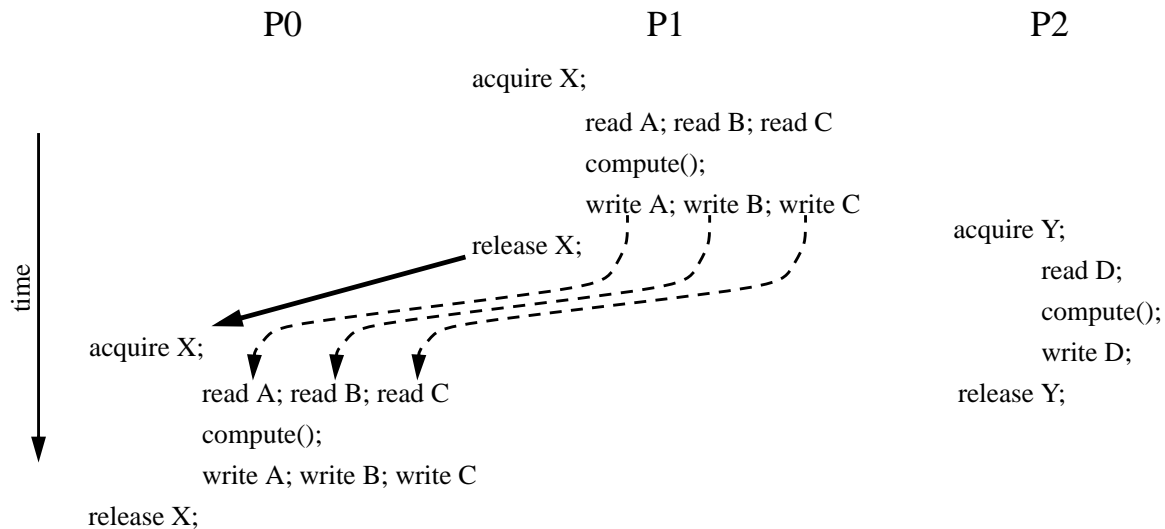 P0 P1 P2
acquire X;
read A; read B; read C
compute();
write A; write B; write C
release X;
acquire Y;
read D;
compute();
write D;
release Y;
time
acquire X;
read A; read B; read C
compute();
write A; write B; write C
release X;